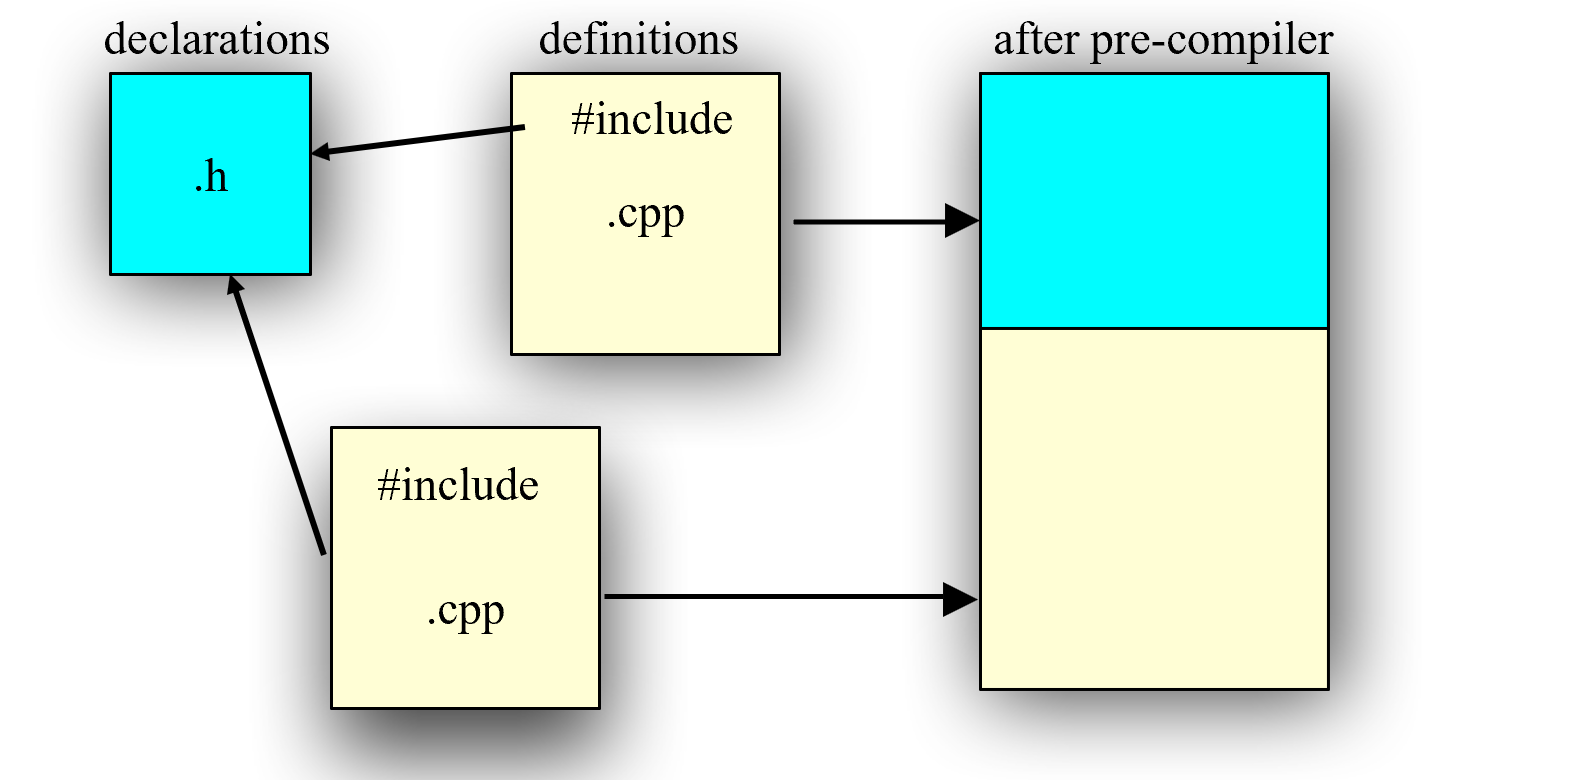 declarations
definitions
after pre-compiler
.h
#include
.cpp
#include
.cpp